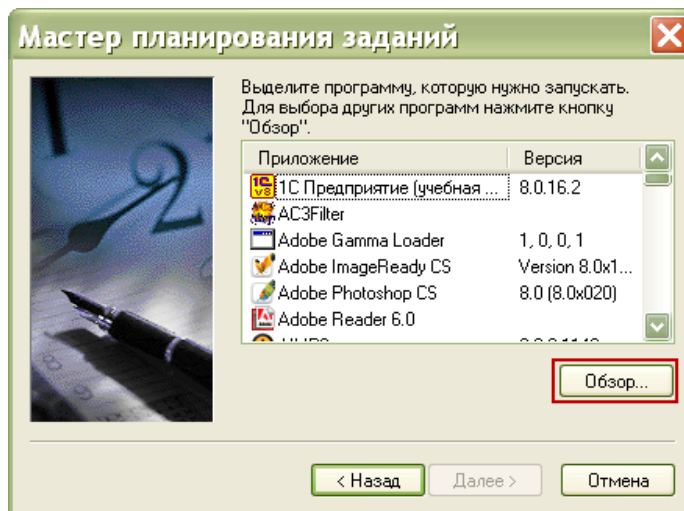 Мастер планирования заданий
Выделите программу, которую нужно запускать.
Для выбора других программ нажмите кнопку
"Обзор".
Приложение Версия
1С Предприятие (учебная ... 8.0.16.2
AC3Filter
Adobe Gamma Loader 1, 0, 0, 1
Adobe ImageReady CS Version 8.0x1...
Adobe Photoshop CS 8.0 (8.0x020)
Adobe Reader 6.0
Обзор...
< Назад Далее > Отмена